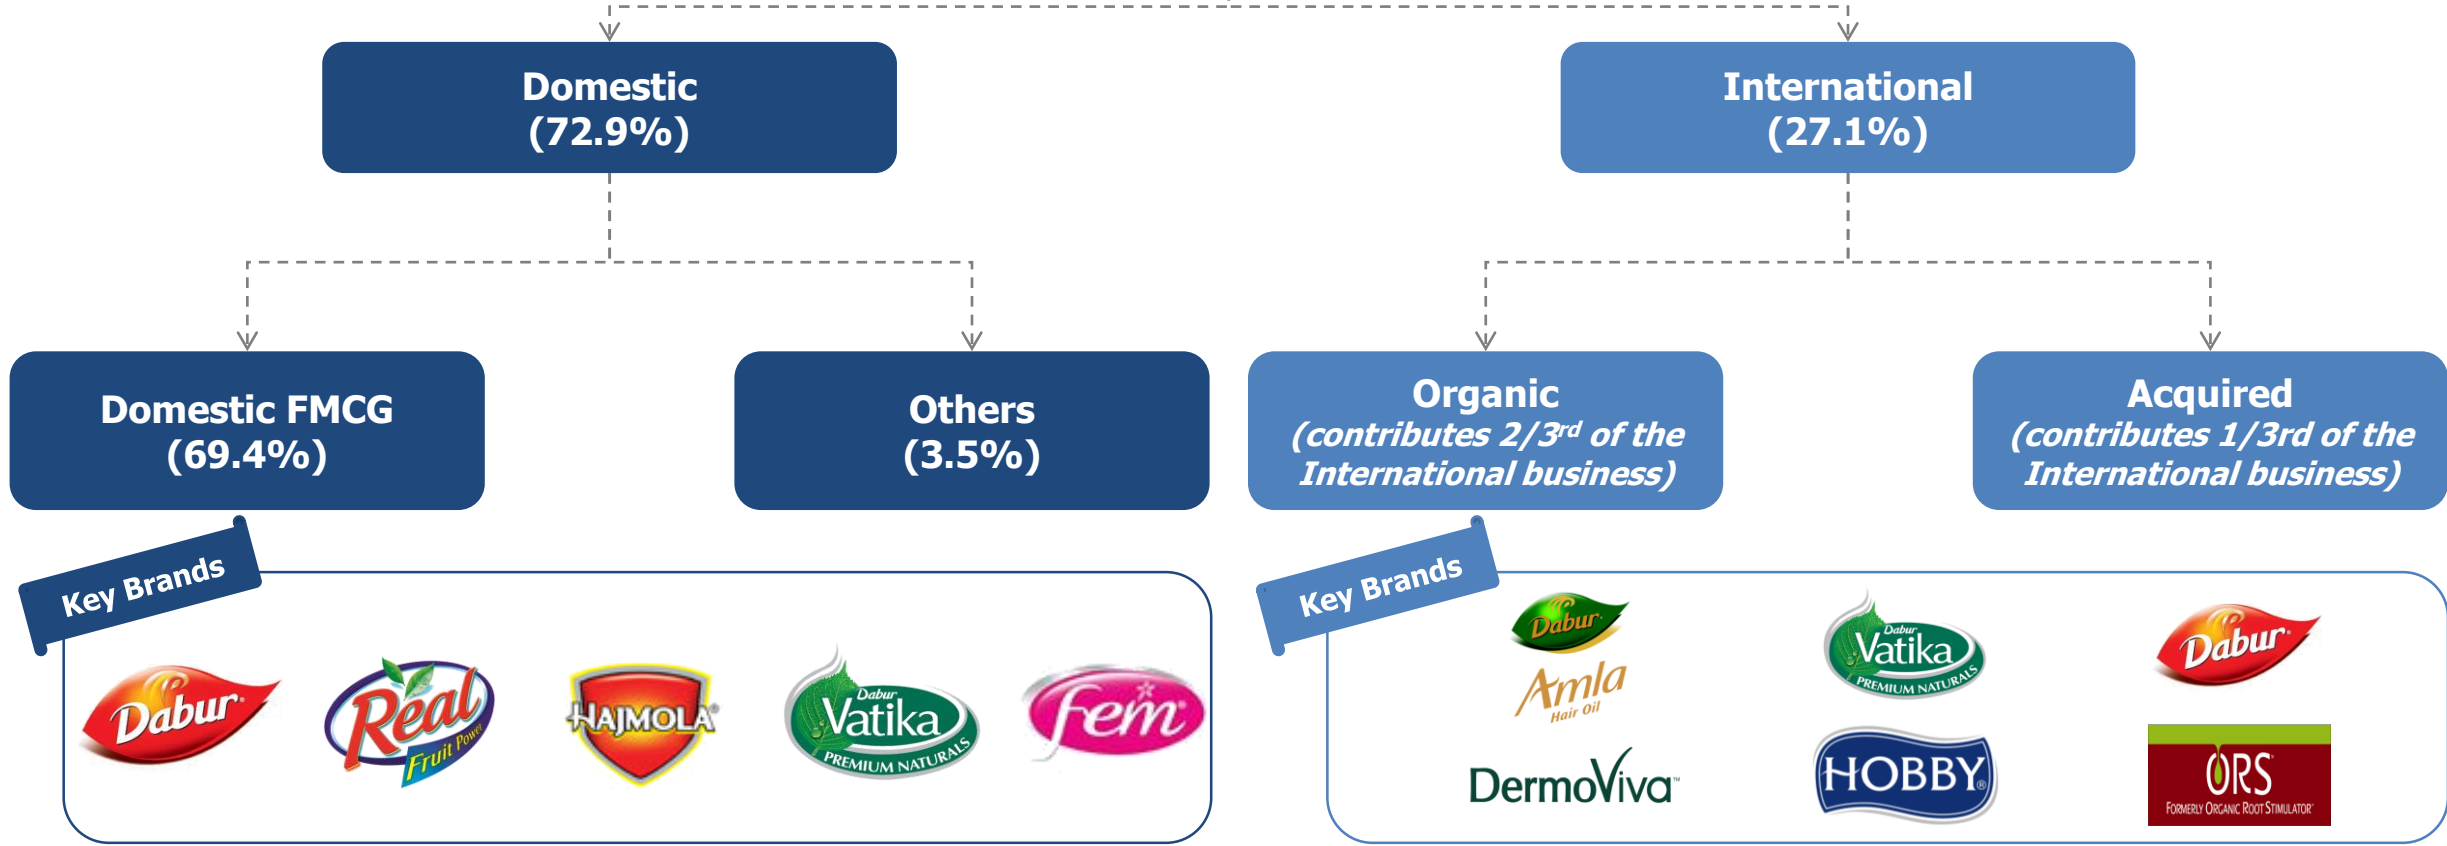 Domestic
(72.9%)
International
(27.1%)
Domestic FMCG
(69.4%)
Others
(3.5%)
Organic
(contributes 2/3rd of the
International business)
Acquired
(contributes 1/3rd of the
International business)
Key Brands
Dabur
Real
Fruit Power
HAJMOLA®
Dabur
Vatika
PREMIUM NATURALS
fem
Key Brands
Dabur
Amla
Hair Oil
Dabur
Vatika
PREMIUM NATURALS
Dabur
DermoViva™
HOBBY®
ORS
FORMERLY ORGANIC ROOT STIMULATOR